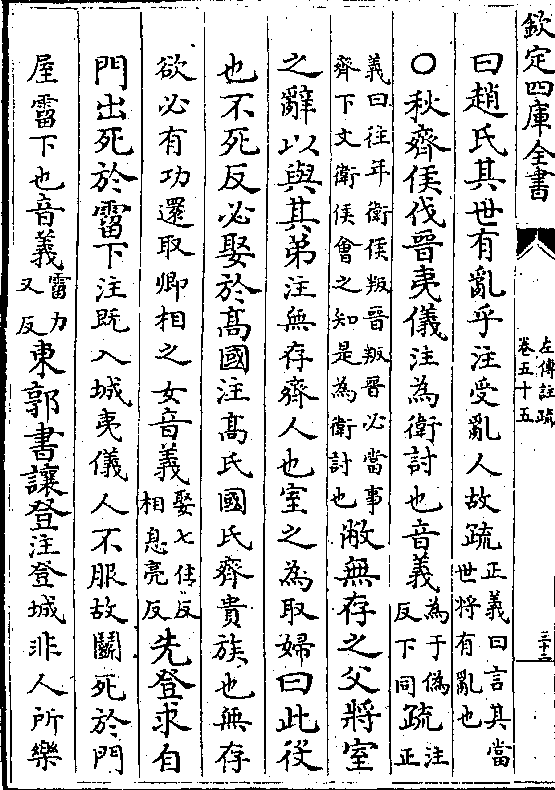 欽定四庫全書
左傳註疏
卷五十五
三十二
曰趙氏其世有亂乎注受亂人故疏正義曰言其當世將有亂也
〇秋齊侯伐晉夷儀注為衛討也音義為于偽反下同疏注正
義曰往年衛侯叛晉叛晉必當事齊下文衛侯會之知是為衛討也敝無存之父將室
之辭以與其弟注無存齊人也室之為取婦曰此役
也不死反必娶於髙國注髙氏國氏齊貴族也無存
欲必有功還取卿相之女音義娶七住反相息亮反先登求自
門出死於霤下注既入城夷儀人不服故鬭死於門
屋霤下也音義霤力又反東郭書讓登注登城非人所樂